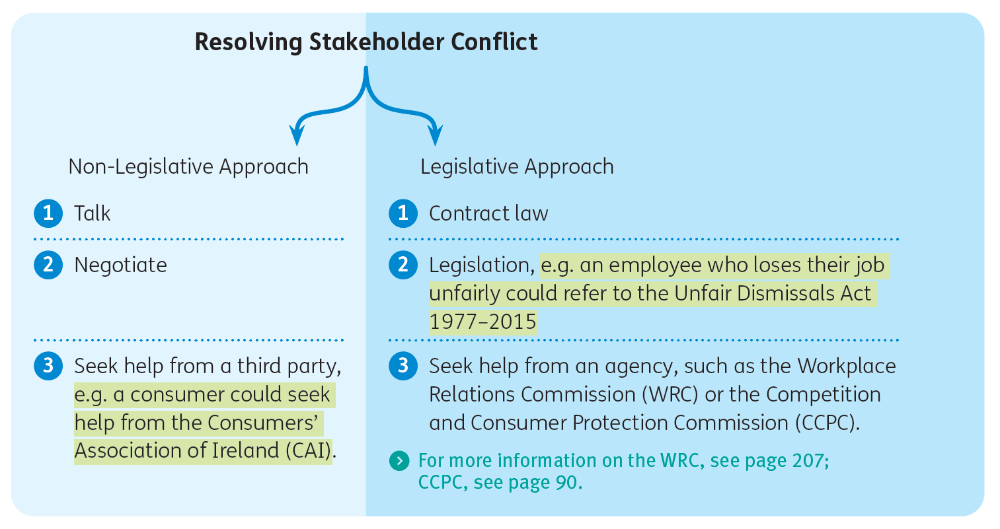 Resolving Stakeholder Conflict
Non-Legislative Approach
1 Talk
2 Negotiate
3 Seek help from a third party,
e.g. a consumer could seek
help from the Consumers’
Association of Ireland (CAI).
Legislative Approach
1 Contract law
2 Legislation, e.g. an employee who loses their job
unfairly could refer to the Unfair Dismissals Act
1977–2015
3 Seek help from an agency, such as the Workplace
Relations Commission (WRC) or the Competition
and Consumer Protection Commission (CCPC).
For more information on the WRC, see page 207;
CCPC, see page 90.